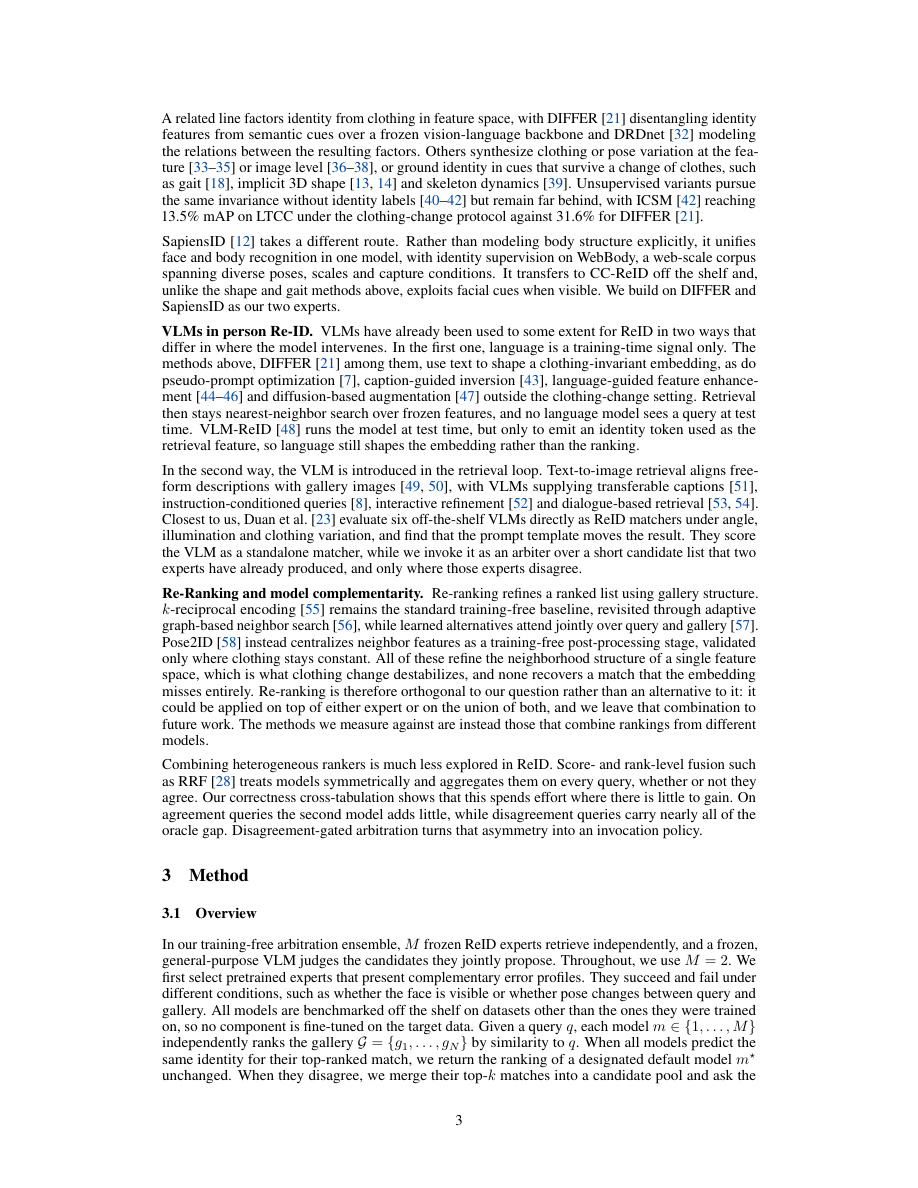 A related line factors identity from clothing in feature space, with DIFFER [21] disentangling identity
features from semantic cues over a frozen vision-language backbone and DRDnet [32] modeling
the relations between the resulting factors. Others synthesize clothing or pose variation at the fea-
ture [33–35] or image level [36–38], or ground identity in cues that survive a change of clothes, such
as gait [18], implicit 3D shape [13, 14] and skeleton dynamics [39]. Unsupervised variants pursue
the same invariance without identity labels [40–42] but remain far behind, with ICSM [42] reaching
13.5% mAP on LTCC under the clothing-change protocol against 31.6% for DIFFER [21].
SapiensID [12] takes a different route. Rather than modeling body structure explicitly, it unifies
face and body recognition in one model, with identity supervision on WebBody, a web-scale corpus
spanning diverse poses, scales and capture conditions. It transfers to CC-ReID off the shelf and,
unlike the shape and gait methods above, exploits facial cues when visible. We build on DIFFER and
SapiensID as our two experts.
VLMs in person Re-ID. VLMs have already been used to some extent for ReID in two ways that
differ in where the model intervenes. In the first one, language is a training-time signal only. The
methods above, DIFFER [21] among them, use text to shape a clothing-invariant embedding, as do
pseudo-prompt optimization [7], caption-guided inversion [43], language-guided feature enhance-
ment [44–46] and diffusion-based augmentation [47] outside the clothing-change setting. Retrieval
then stays nearest-neighbor search over frozen features, and no language model sees a query at test
time. VLM-ReID [48] runs the model at test time, but only to emit an identity token used as the
retrieval feature, so language still shapes the embedding rather than the ranking.
In the second way, the VLM is introduced in the retrieval loop. Text-to-image retrieval aligns free-
form descriptions with gallery images [49, 50], with VLMs supplying transferable captions [51],
instruction-conditioned queries [8], interactive refinement [52] and dialogue-based retrieval [53, 54].
Closest to us, Duan et al. [23] evaluate six off-the-shelf VLMs directly as ReID matchers under angle,
illumination and clothing variation, and find that the prompt template moves the result. They score
the VLM as a standalone matcher, while we invoke it as an arbiter over a short candidate list that two
experts have already produced, and only where those experts disagree.
Re-Ranking and model complementarity. Re-ranking refines a ranked list using gallery structure.
k-reciprocal encoding [55] remains the standard training-free baseline, revisited through adaptive
graph-based neighbor search [56], while learned alternatives attend jointly over query and gallery [57].
Pose2ID [58] instead centralizes neighbor features as a training-free post-processing stage, validated
only where clothing stays constant. All of these refine the neighborhood structure of a single feature
space, which is what clothing change destabilizes, and none recovers a match that the embedding
misses entirely. Re-ranking is therefore orthogonal to our question rather than an alternative to it: it
could be applied on top of either expert or on the union of both, and we leave that combination to
future work. The methods we measure against are instead those that combine rankings from different
models.
Combining heterogeneous rankers is much less explored in ReID. Score- and rank-level fusion such
as RRF [28] treats models symmetrically and aggregates them on every query, whether or not they
agree. Our correctness cross-tabulation shows that this spends effort where there is little to gain. On
agreement queries the second model adds little, while disagreement queries carry nearly all of the
oracle gap. Disagreement-gated arbitration turns that asymmetry into an invocation policy.
3 Method
3.1 Overview
In our training-free arbitration ensemble, M frozen ReID experts retrieve independently, and a frozen,
general-purpose VLM judges the candidates they jointly propose. Throughout, we use M = 2. We
first select pretrained experts that present complementary error profiles. They succeed and fail under
different conditions, such as whether the face is visible or whether pose changes between query and
gallery. All models are benchmarked off the shelf on datasets other than the ones they were trained
on, so no component is fine-tuned on the target data. Given a query q, each model m ∈ {1, . . . , M}
independently ranks the gallery 𝒢 = {g₁, . . . , g_N} by similarity to q. When all models predict the
same identity for their top-ranked match, we return the ranking of a designated default model m⋆
unchanged. When they disagree, we merge their top-k matches into a candidate pool and ask the
3